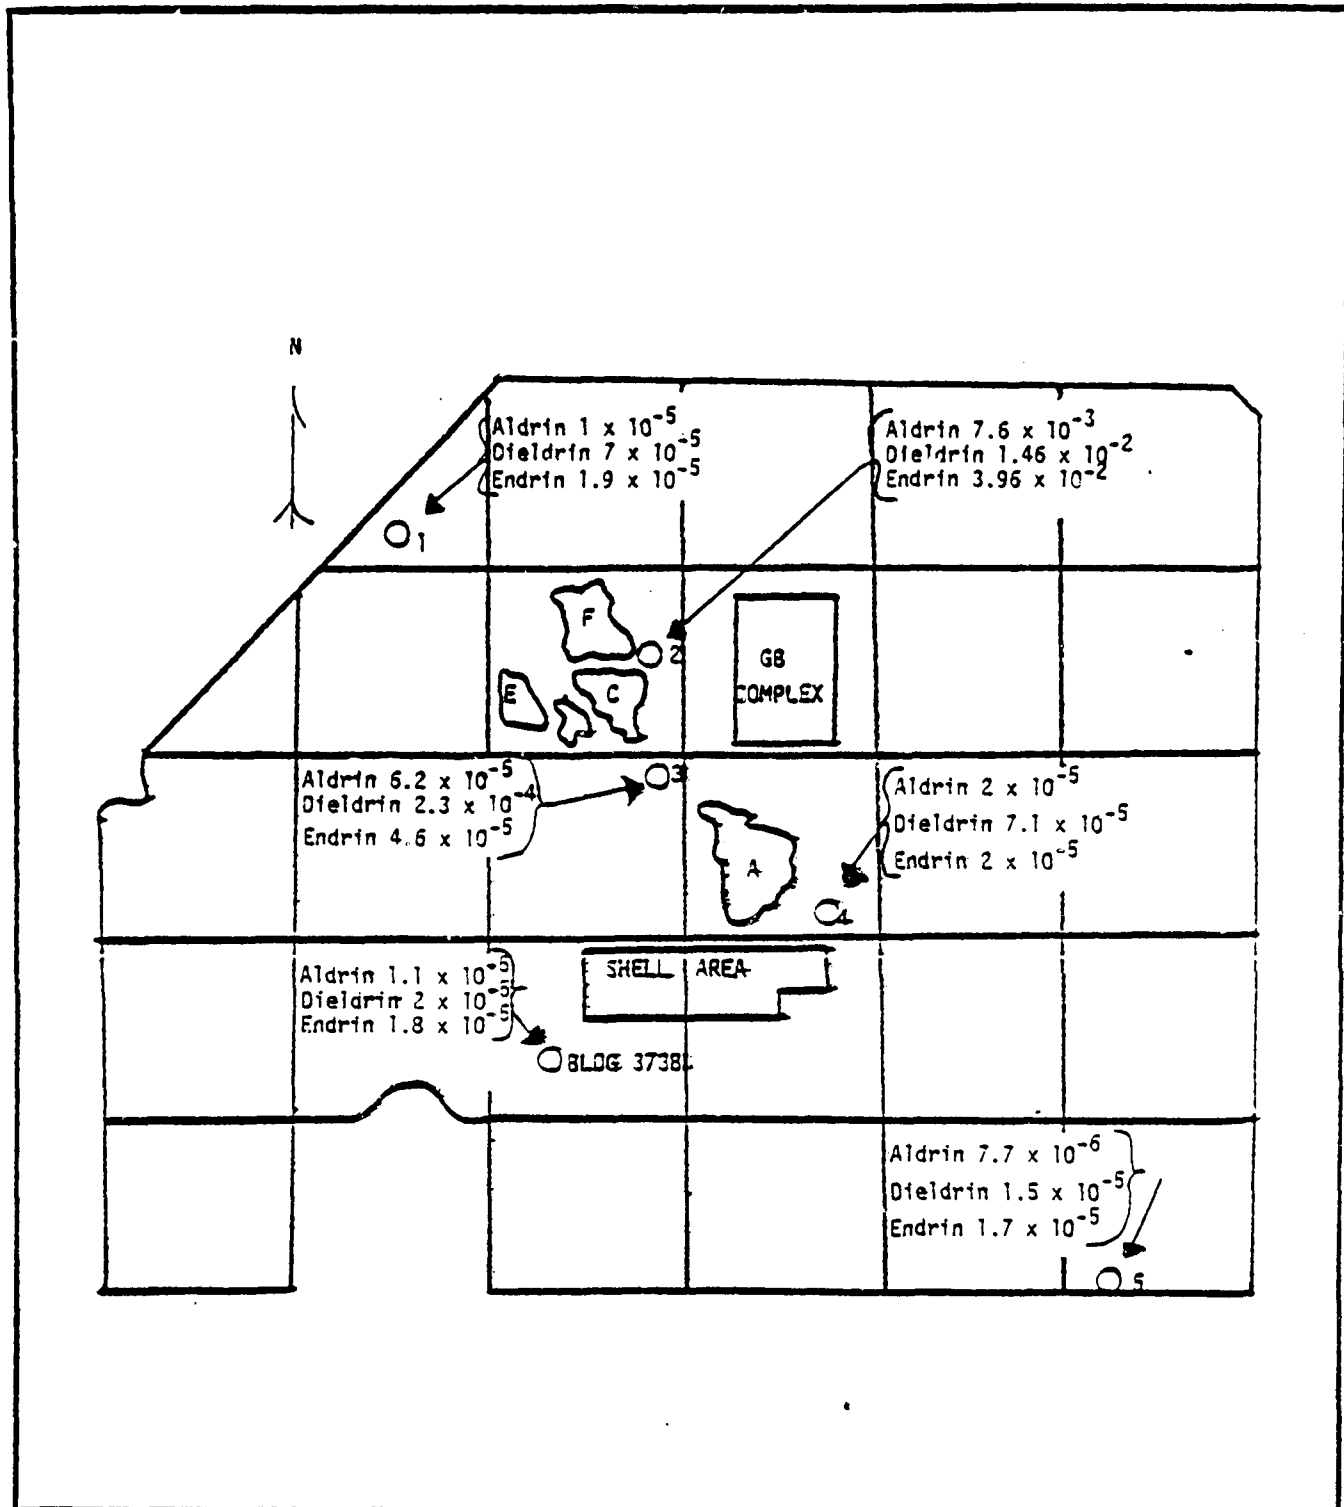 N
Aldrin 1 x 10⁻⁵
Dieldrin 7 x 10⁻⁵
Endrin 1.9 x 10⁻⁵
Aldrin 7.6 x 10⁻³
Dieldrin 1.46 x 10⁻²
Endrin 3.96 x 10⁻²
1
F
2
GB
COMPLEX
E
C
Aldrin 6.2 x 10⁻⁵
Dieldrin 2.3 x 10⁻⁴
Endrin 4.6 x 10⁻⁵
3
Aldrin 2 x 10⁻⁵
Dieldrin 7.1 x 10⁻⁵
Endrin 2 x 10⁻⁵
A
4
Aldrin 1.1 x 10⁻⁵
Dieldrin 2 x 10⁻⁵
Endrin 1.8 x 10⁻⁵
SHELL AREA
BLDG 373BL
Aldrin 7.7 x 10⁻⁶
Dieldrin 1.5 x 10⁻⁵
Endrin 1.7 x 10⁻⁵
5